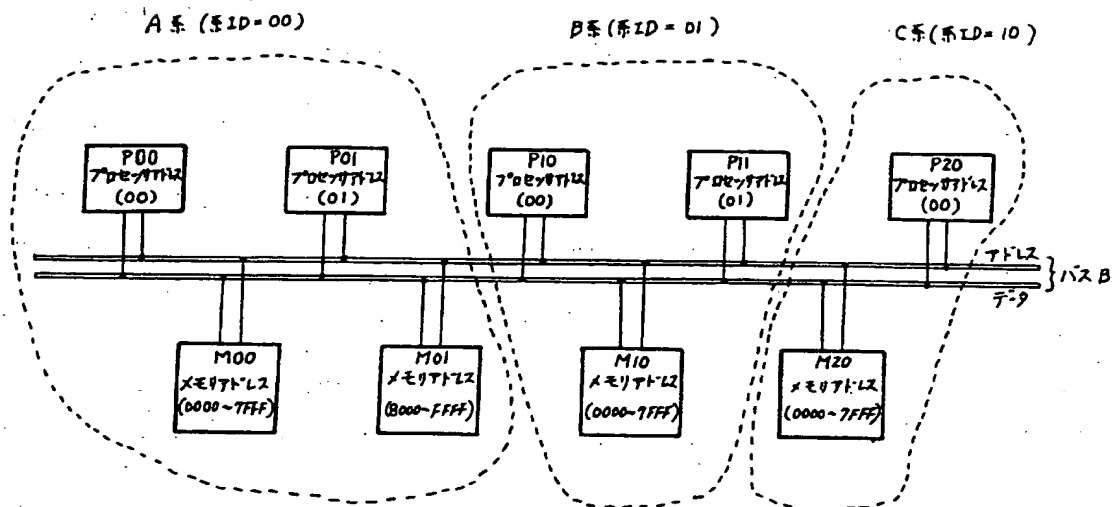 A系 (系ID=00)
B系 (系ID=01)
C系 (系ID=10)
P00
プロセッサアドレス
(00)
P01
プロセッサアドレス
(01)
P10
プロセッサアドレス
(00)
P11
プロセッサアドレス
(01)
P20
プロセッサアドレス
(00)
アドレス
データ
バスB
M00
メモリアドレス
(0000~7FFF)
M01
メモリアドレス
(8000~FFFF)
M10
メモリアドレス
(0000~7FFF)
M20
メモリアドレス
(0000~7FFF)